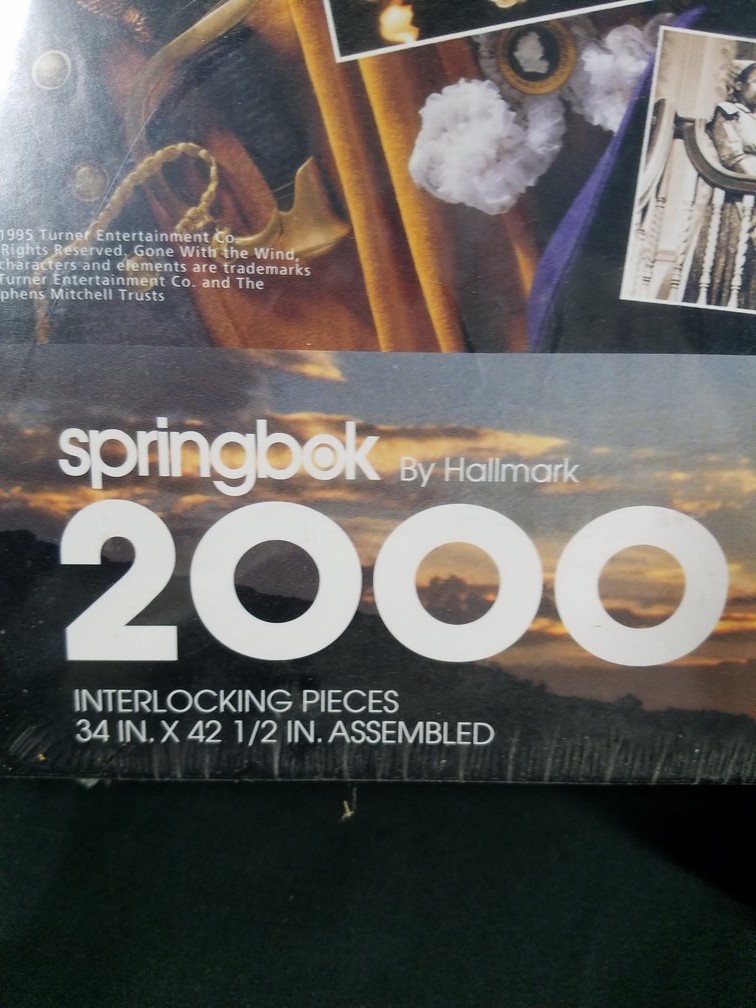 1995 Turner Entertainment Co.
Rights Reserved. Gone With the Wind,
characters and elements are trademarks
Turner Entertainment Co. and The
phens Mitchell Trusts
springbok By Hallmark
2000
INTERLOCKING PIECES
34 IN. X 42 1/2 IN. ASSEMBLED